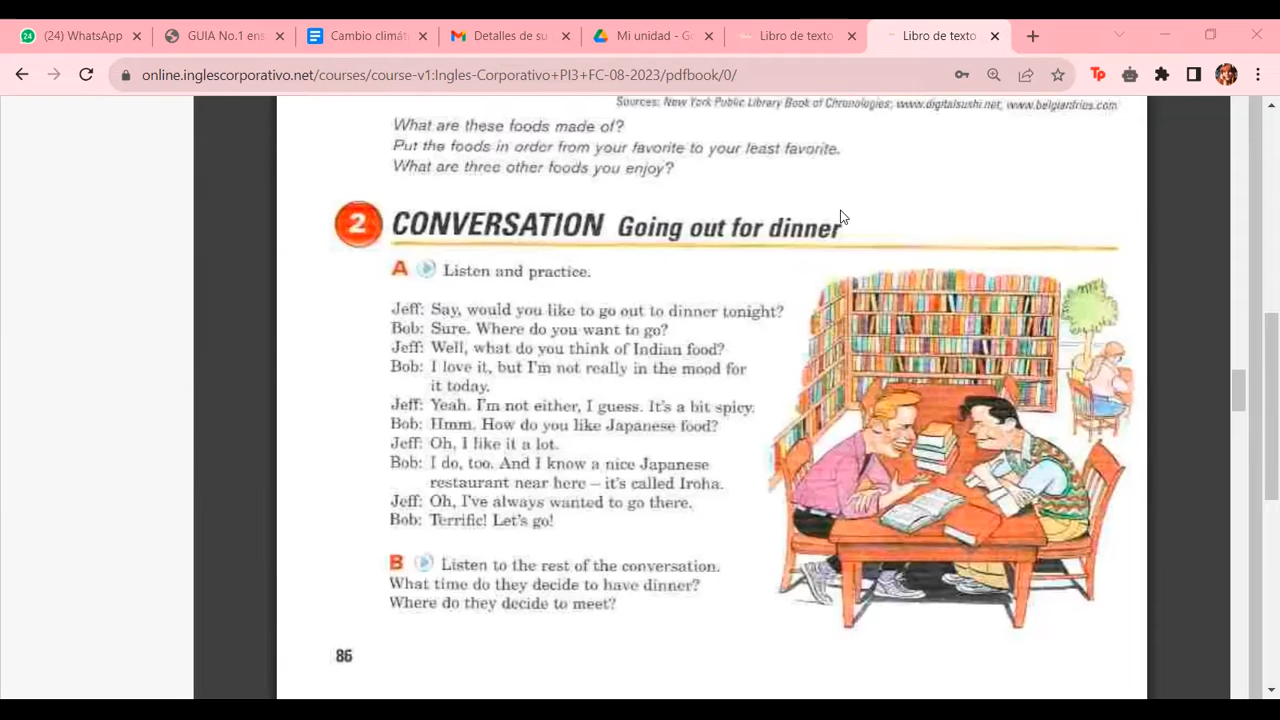 (24) WhatsApp
GUIA No.1 ens
Cambio climát
Detalles de su
Mi unidad - Go
Libro de texto
Libro de texto
online.inglescorporativo.net/courses/course-v1:Ingles-Corporativo+PI3+FC-08-2023/pdfbook/0/
Sources: New York Public Library Book of Chronologies; www.digitalsushi.net, www.belgianfries.com
What are these foods made of?
Put the foods in order from your favorite to your least favorite.
What are three other foods you enjoy?
2 CONVERSATION Going out for dinner
A Listen and practice.
Jeff: Say, would you like to go out to dinner tonight?
Bob: Sure. Where do you want to go?
Jeff: Well, what do you think of Indian food?
Bob: I love it, but I'm not really in the mood for
it today.
Jeff: Yeah. I'm not either, I guess. It's a bit spicy.
Bob: Hmm. How do you like Japanese food?
Jeff: Oh, I like it a lot.
Bob: I do, too. And I know a nice Japanese
restaurant near here – it's called Iroha.
Jeff: Oh, I've always wanted to go there.
Bob: Terrific! Let's go!
B Listen to the rest of the conversation.
What time do they decide to have dinner?
Where do they decide to meet?
86